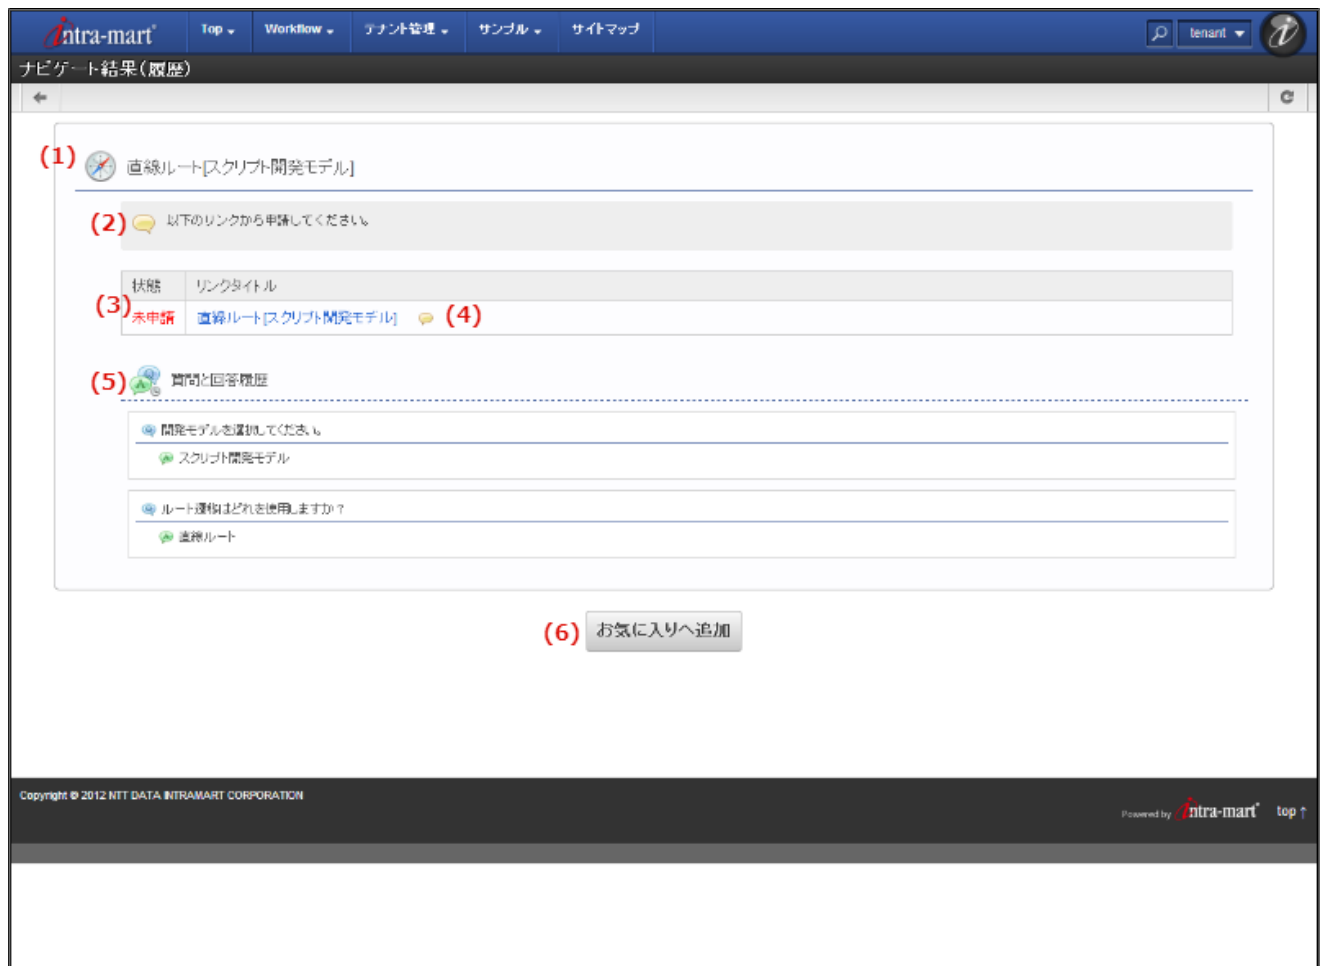 intra-mart Top Workflow テナント管理 サンプル サイトマップ tenant
ナビゲート結果(履歴)
(1) 直線ルート[スクリプト開発モデル]
(2) 以下のリンクから申請してください。
状態 リンクタイトル
(3) 未申請 直線ルート[スクリプト開発モデル] (4)
(5) 質問と回答履歴
開発モデルを選択してください。
スクリプト開発モデル
ルート遷移はどれを使用しますか？
直線ルート
(6) お気に入りへ追加
Copyright © 2012 NTT DATA INTRAMART CORPORATION
Powered by intra-mart top ↑